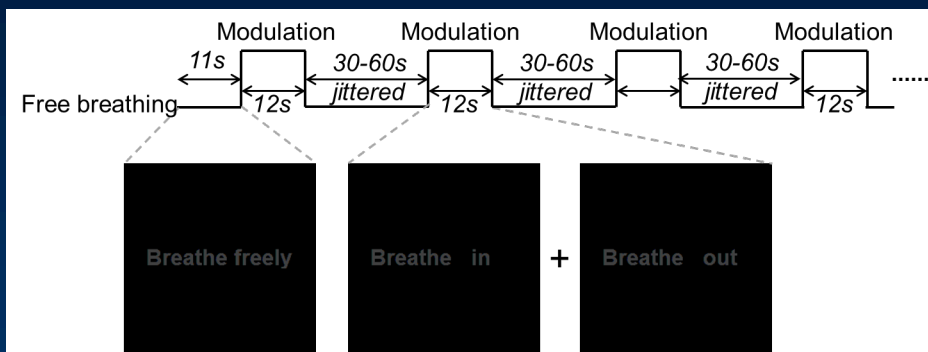 Modulation Modulation Modulation Modulation
11s 30-60s 30-60s 30-60s
Free breathing 12s jittered 12s jittered jittered 12s ......
Breathe freely Breathe in + Breathe out